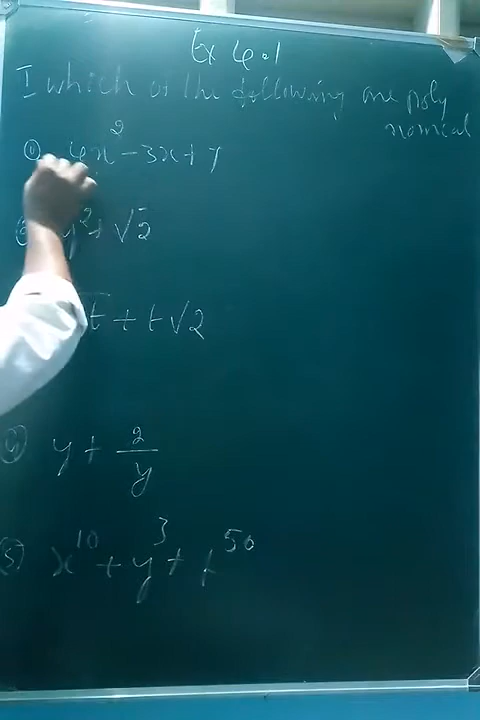 Ex 4.1
I which of the following are poly
nomial
① 4x² - 3x + 7
y² + √2
t + t√2
④ y + 2/y
⑤ x¹⁰ + y³ + t⁵⁰